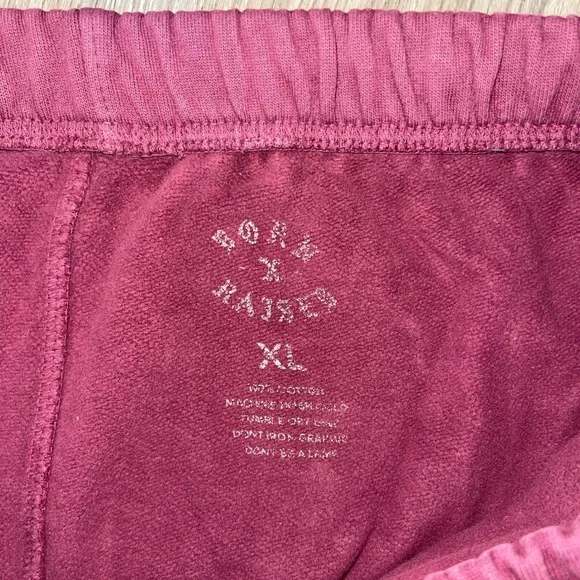 BORN
X
RAISED
XL
100% COTTON
MACHINE WASH COLD
TUMBLE DRY LOW
DONT IRON GRAPHIC
DONT BE A LAME